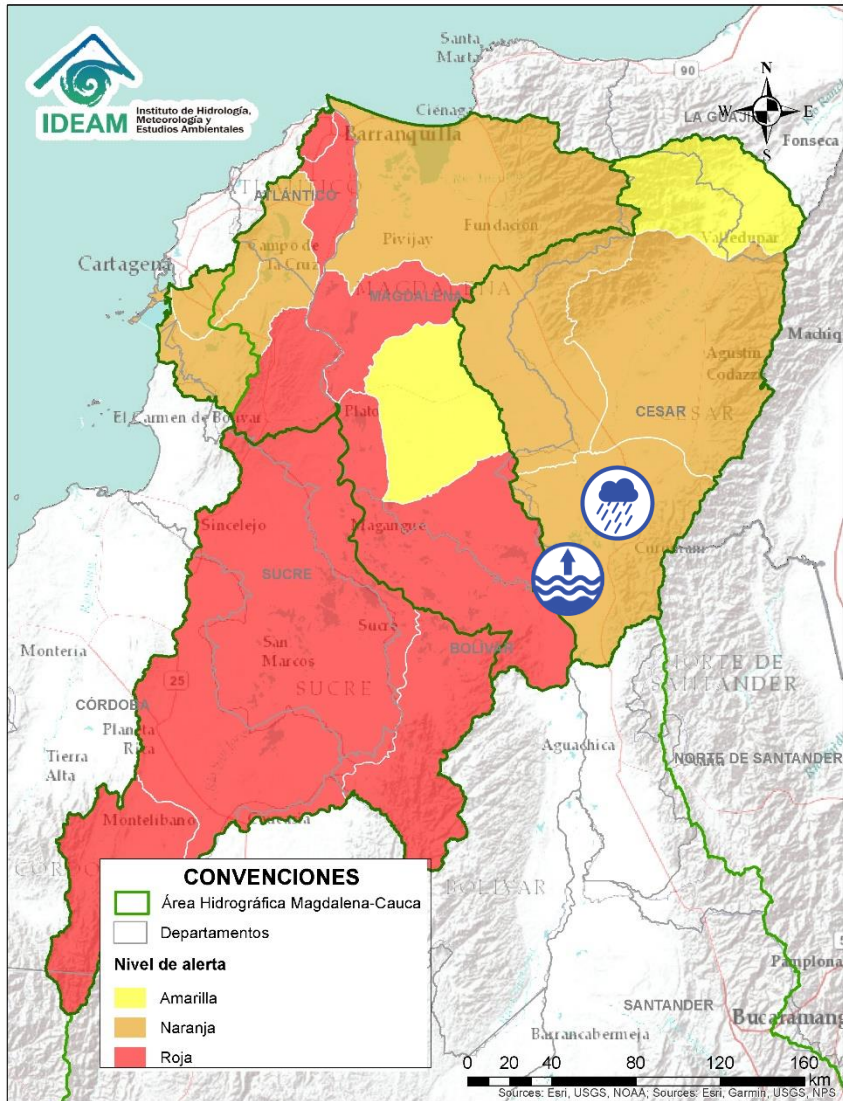 IDEAM
Instituto de Hidrología,
Meteorología y
Estudios Ambientales
Santa
Marta
90
N
W
E
S
LA GUAJI
Fonseca
Ciénaga
Barranquilla
ATLÁNTICO
Fundación
Pivijay
Valledupar
Cartagena
Campo de
la Cruz
MAGDALENA
MAGDALENA
Machiq
Agustín
Codazzi
El Carmen de Bolívar
Plato
CESAR
CESAR
Sincelejo
Magangué
Curumaní
SUCRE
Sucre
BOLÍVAR
Montería
San
Marcos
25
SUCRE
NORTE DE
SANTANDER
CÓRDOBA
Planeta
Rica
Tierra
Alta
Aguachica
NORTE DE SANTANDER
Montelíbano
BOLÍVAR
CONVENCIONES
Área Hidrográfica Magdalena-Cauca
Departamentos
Nivel de alerta
Amarilla
Naranja
Roja
Pamplona
SANTANDER
Bucaramang
Barrancabermeja
0 20 40 80 120 160
km
Sources: Esri, USGS, NOAA; Sources: Esri, Garmin, USGS, NPS